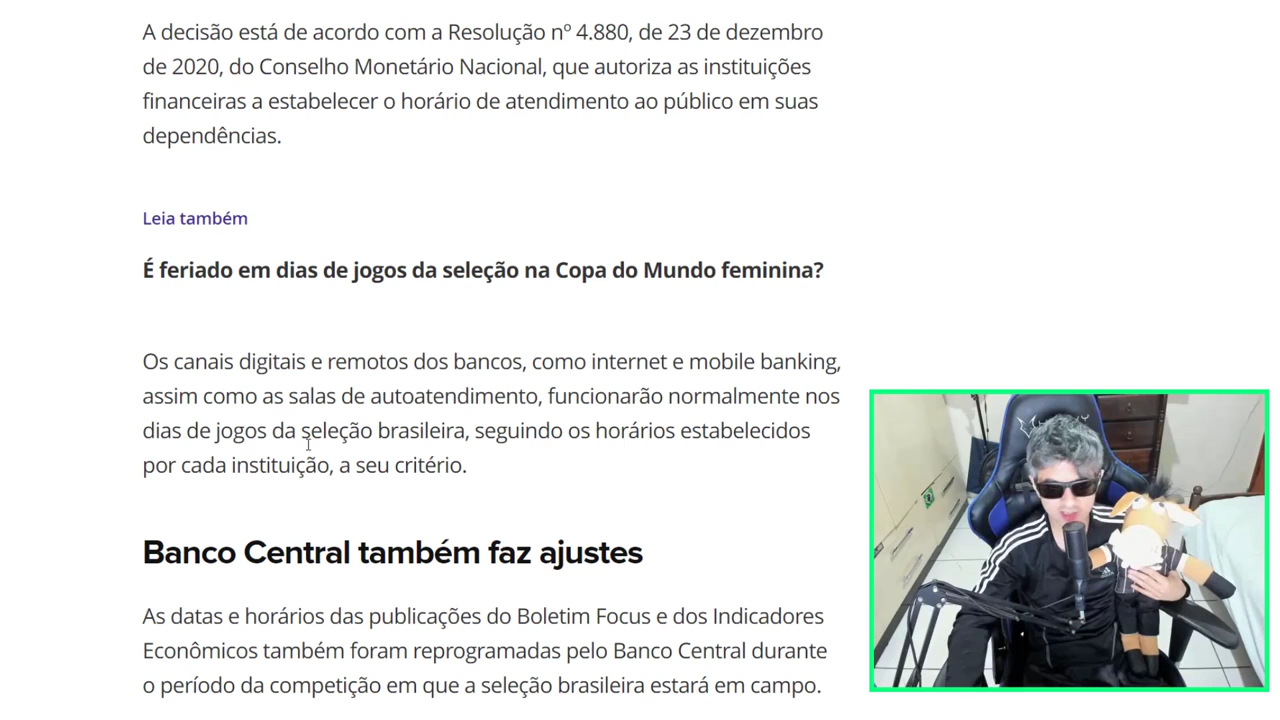 A decisão está de acordo com a Resolução nº 4.880, de 23 de dezembro
de 2020, do Conselho Monetário Nacional, que autoriza as instituições
financeiras a estabelecer o horário de atendimento ao público em suas
dependências.
Leia também
É feriado em dias de jogos da seleção na Copa do Mundo feminina?
Os canais digitais e remotos dos bancos, como internet e mobile banking,
assim como as salas de autoatendimento, funcionarão normalmente nos
dias de jogos da seleção brasileira, seguindo os horários estabelecidos
por cada instituição, a seu critério.
Banco Central também faz ajustes
As datas e horários das publicações do Boletim Focus e dos Indicadores
Econômicos também foram reprogramadas pelo Banco Central durante
o período da competição em que a seleção brasileira estará em campo.